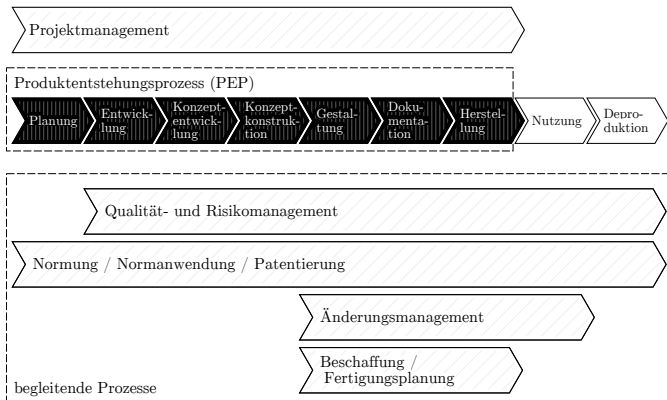 Projektmanagement
Produktentstehungsprozess (PEP)
Planung
Entwick-
lung
Konzept-
entwick-
lung
Konzept-
konstruk-
tion
Gestal-
tung
Doku-
menta-
tion
Herstel-
lung
Nutzung
Depro-
duktion
Qualität- und Risikomanagement
Normung / Normanwendung / Patentierung
Änderungsmanagement
Beschaffung /
Fertigungsplanung
begleitende Prozesse